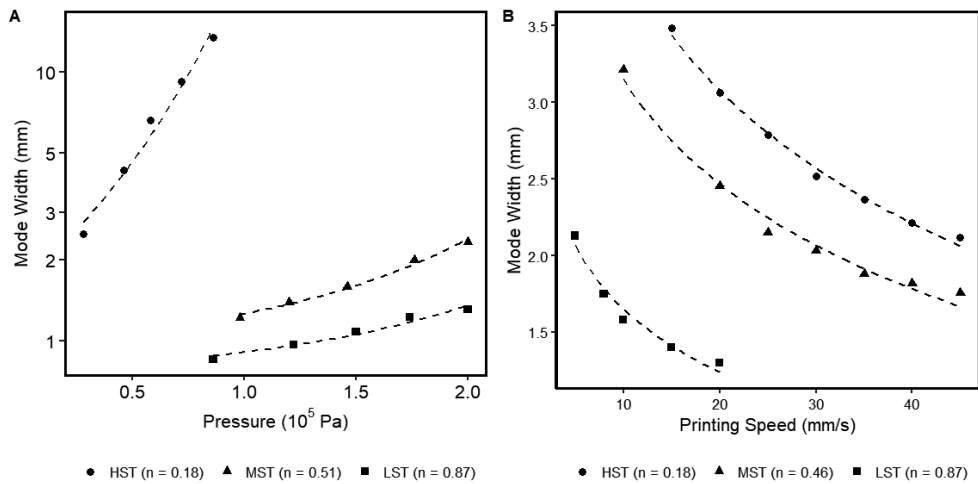 A
Mode Width (mm)
10
5
3
2
1
0.5
1.0
1.5
2.0
Pressure (10⁵ Pa)
HST (n = 0.18) MST (n = 0.51) LST (n = 0.87)
B
Mode Width (mm)
3.5
3.0
2.5
2.0
1.5
10
20
30
40
Printing Speed (mm/s)
HST (n = 0.18) MST (n = 0.46) LST (n = 0.87)